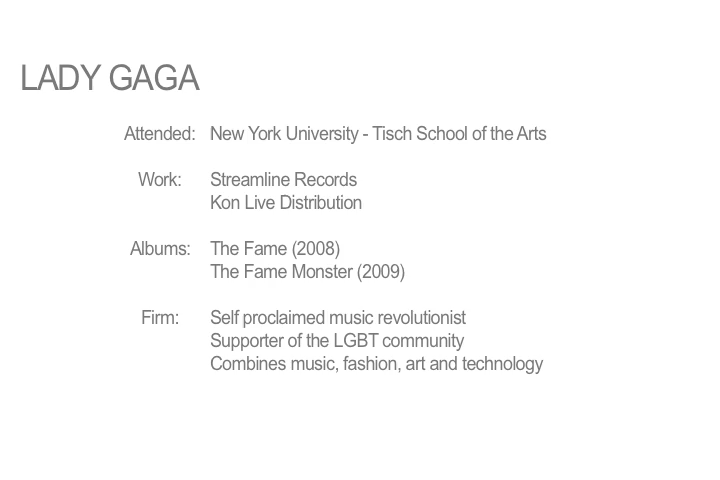 LADY GAGA
Attended: New York University - Tisch School of the Arts
Work: Streamline Records
Kon Live Distribution
Albums: The Fame (2008)
The Fame Monster (2009)
Firm: Self proclaimed music revolutionist
Supporter of the LGBT community
Combines music, fashion, art and technology